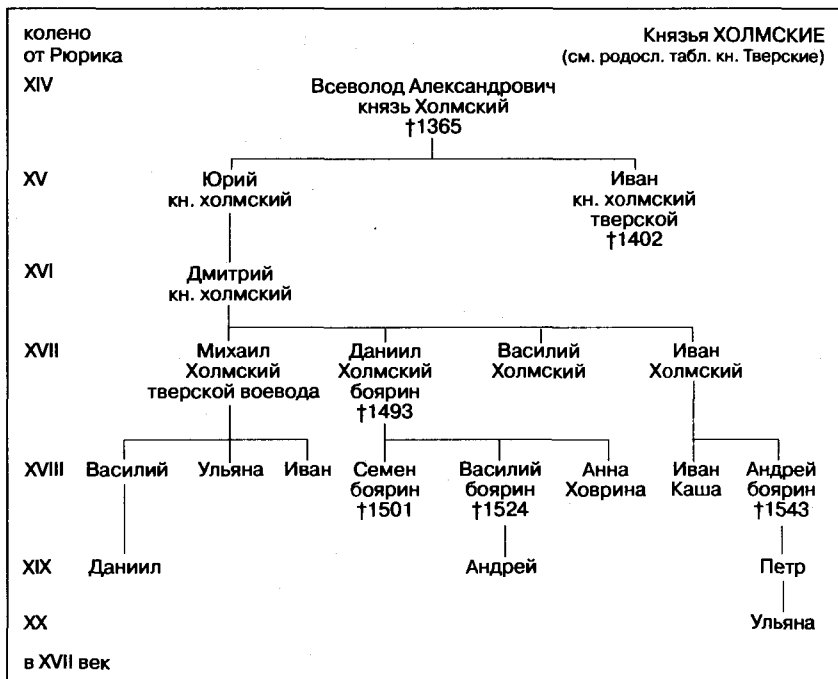 колено
от Рюрика
Князья ХОЛМСКИЕ
(см. родосл. табл. кн. Тверские)
XIV
Всеволод Александрович
князь Холмский
†1365
XV
Юрий
кн. холмский
Иван
кн. холмский
тверской
†1402
XVI
Дмитрий
кн. холмский
XVII
Михаил
Холмский
тверской воевода
Даниил
Холмский
боярин
†1493
Василий
Холмский
Иван
Холмский
XVIII
Василий
Ульяна
Иван
Семен
боярин
†1501
Василий
боярин
†1524
Анна
Ховрина
Иван
Каша
Андрей
боярин
†1543
XIX
Даниил
Андрей
Петр
XX
Ульяна
в XVII век